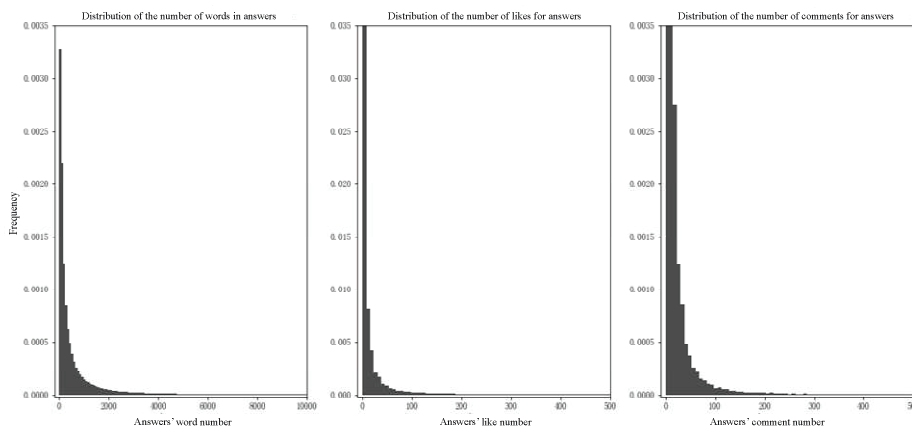 Distribution of the number of words in answers
0.0035
0.0030
0.0025
0.0020
0.0015
0.0010
0.0005
0.0000
Frequency
0 2000 4000 6000 8000 10000
Answers' word number
Distribution of the number of likes for answers
0.035
0.0030
0.0025
0.020
0.0015
0.010
0.0005
0.000
0 100 200 300 400 500
Answers' like number
Distribution of the number of comments for answers
0.0035
0.0030
0.0025
0.0020
0.0015
0.0010
0.0005
0.0000
0 100 200 300 400
Answers' comment number